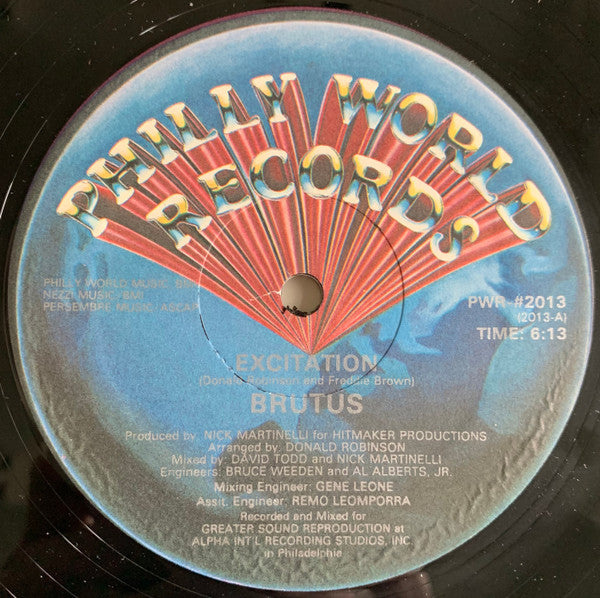 PHILLY WORLD
RECORDS
PHILLY WORLD MUSIC BMI
NEZZI MUSIC/BMI
PERSEMBRE MUSIC/ASCAP
PWR-#2013
(2013-A)
TIME: 6:13
EXCITATION
(Donald Robinson and Freddie Brown)
BRUTUS
Produced by: NICK MARTINELLI for HITMAKER PRODUCTIONS
Arranged by: DONALD ROBINSON
Mixed by: DAVID TODD and NICK MARTINELLI
Engineers: BRUCE WEEDEN and AL ALBERTS, JR.
Mixing Engineer: GENE LEONE
Assit. Engineer: REMO LEOMPORRA
Recorded and Mixed for
GREATER SOUND REPRODUCTION at
ALPHA INT'L RECORDING STUDIOS, INC.
in Philadelphia